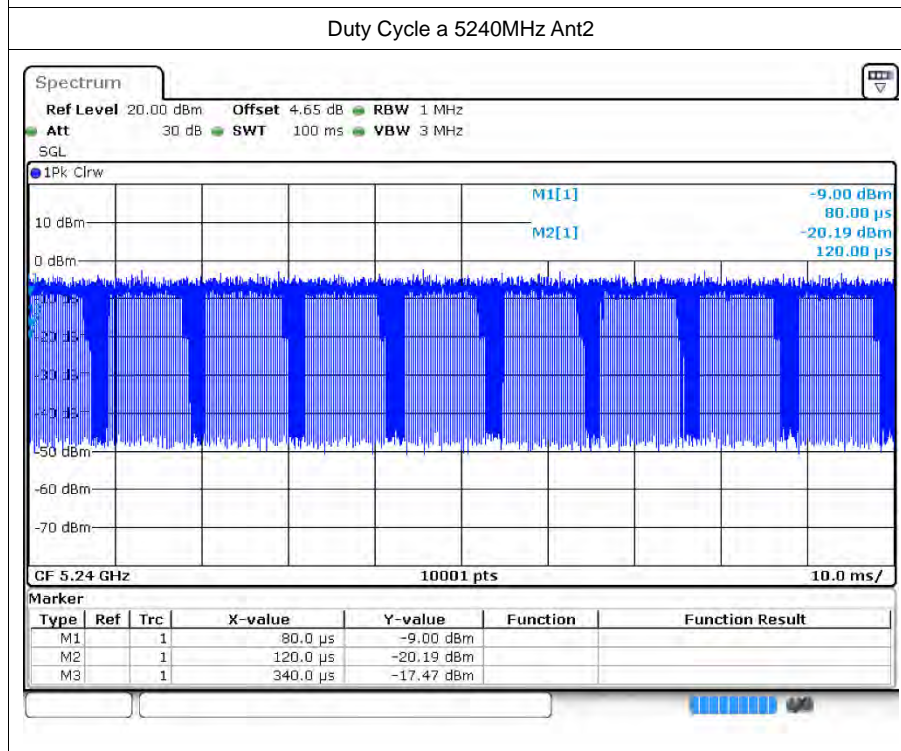 Duty Cycle a 5240MHz Ant2
Spectrum
Ref Level 20.00 dBm Offset 4.65 dB RBW 1 MHz
Att 30 dB SWT 100 ms VBW 3 MHz
SGL
1Pk Clrw
M1[1] -9.00 dBm
80.00 µs
10 dBm
M2[1] -20.19 dBm
120.00 µs
0 dBm
-50 dBm
-60 dBm
-70 dBm
CF 5.24 GHz 10001 pts 10.0 ms/
Marker
Type Ref Trc X-value Y-value Function Function Result
M1 1 80.0 µs -9.00 dBm
M2 1 120.0 µs -20.19 dBm
M3 1 340.0 µs -17.47 dBm